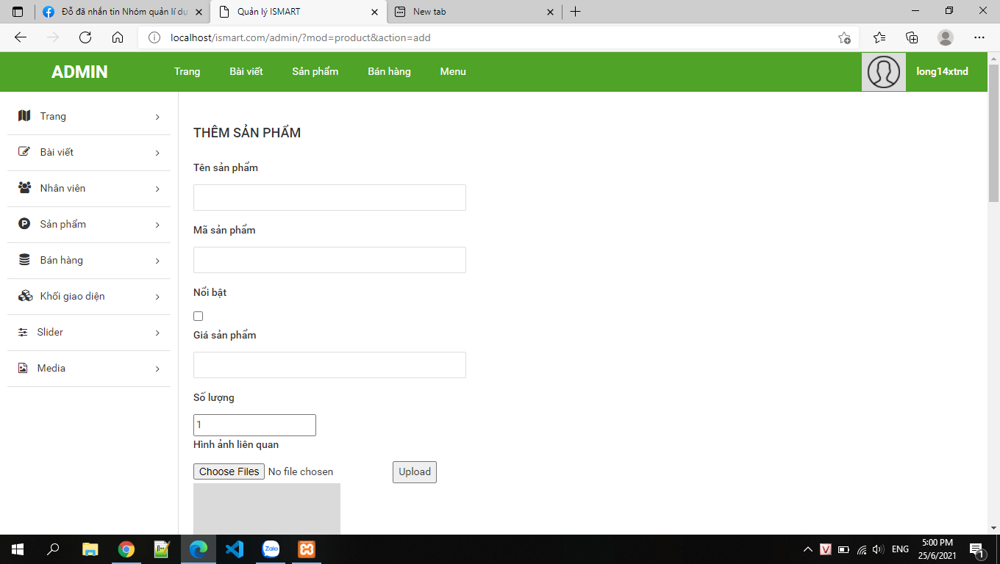 Đỗ đã nhắn tin Nhóm quản lí dự
Quản lý ISMART
New tab
localhost/ismart.com/admin/?mod=product&action=add
ADMIN
Trang Bài viết Sản phẩm Bán hàng Menu
long14xtnd
Trang
Bài viết
Nhân viên
Sản phẩm
Bán hàng
Khối giao diện
Slider
Media
THÊM SẢN PHẨM
Tên sản phẩm
Mã sản phẩm
Nổi bật
Giá sản phẩm
Số lượng
1
Hình ảnh liên quan
Choose Files No file chosen Upload
Zalo
ENG
5:00 PM
25/6/2021
1